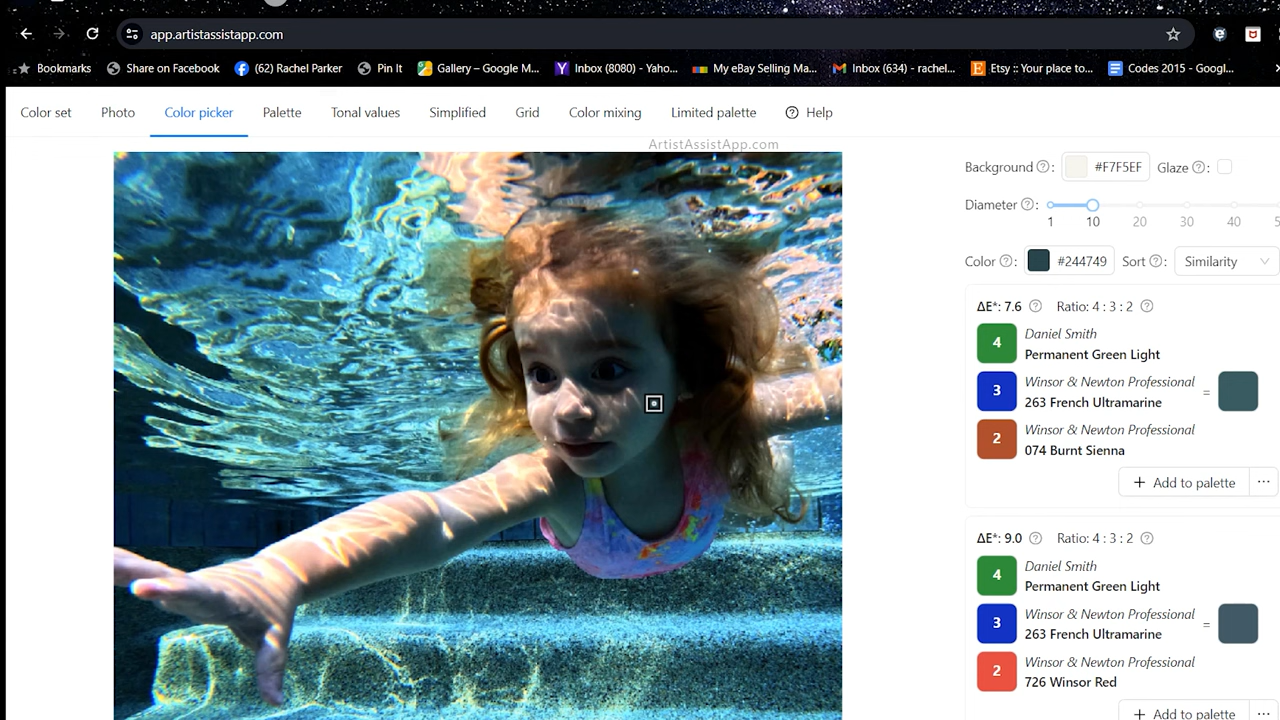 app.artistassistapp.com
Bookmarks Share on Facebook (62) Rachel Parker Pin It Gallery – Google M... Inbox (8080) - Yaho... My eBay Selling Ma... Inbox (634) - rachel... Etsy :: Your place to... Codes 2015 - Googl...
Color set Photo Color picker Palette Tonal values Simplified Grid Color mixing Limited palette ? Help
ArtistAssistApp.com
Background ? : #F7F5EF Glaze ? :
Diameter ? :
1 10 20 30 40
Color ? : #244749 Sort ? : Similarity
ΔE*: 7.6 ? Ratio: 4 : 3 : 2 ?
4 Daniel Smith
Permanent Green Light
3 Winsor & Newton Professional
263 French Ultramarine =
2 Winsor & Newton Professional
074 Burnt Sienna
+ Add to palette ...
ΔE*: 9.0 ? Ratio: 4 : 3 : 2 ?
4 Daniel Smith
Permanent Green Light
3 Winsor & Newton Professional
263 French Ultramarine =
2 Winsor & Newton Professional
726 Winsor Red
+ Add to palette ...